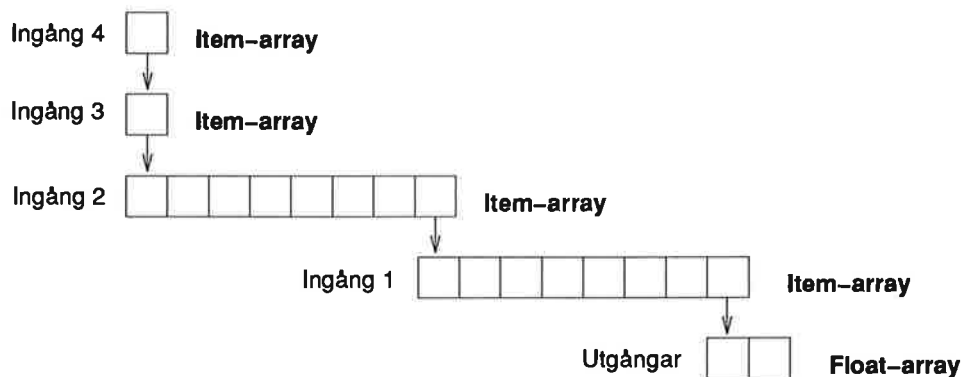 Ingång 4 Item-array
Ingång 3 Item-array
Ingång 2 Item-array
Ingång 1 Item-array
Utgångar Float-array